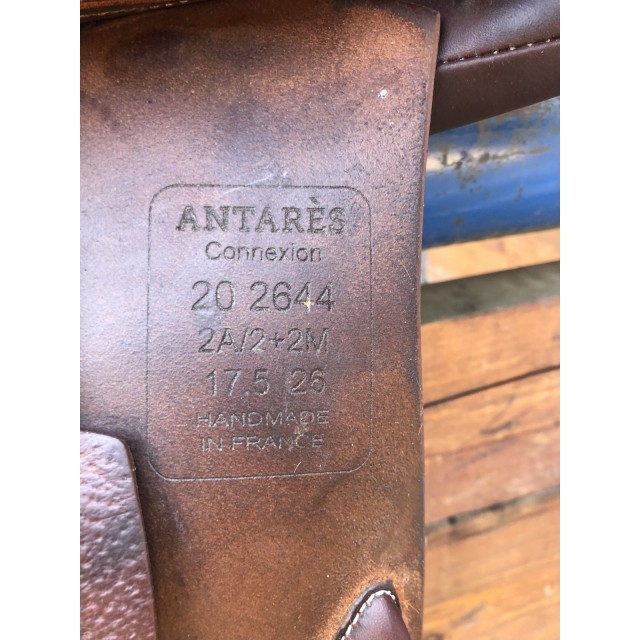 ANTARÈS
Connexion
20 2644
2A/2+2M
17.5 26
HANDMADE
IN FRANCE